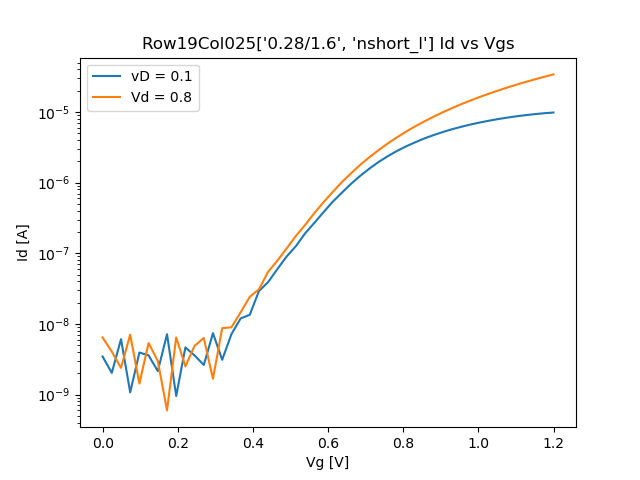 Row19Col025['0.28/1.6', 'nshort_l'] Id vs Vgs
vD = 0.1
Vd = 0.8
Id [A]
10⁻⁵
10⁻⁶
10⁻⁷
10⁻⁸
10⁻⁹
0.0 0.2 0.4 0.6 0.8 1.0 1.2
Vg [V]